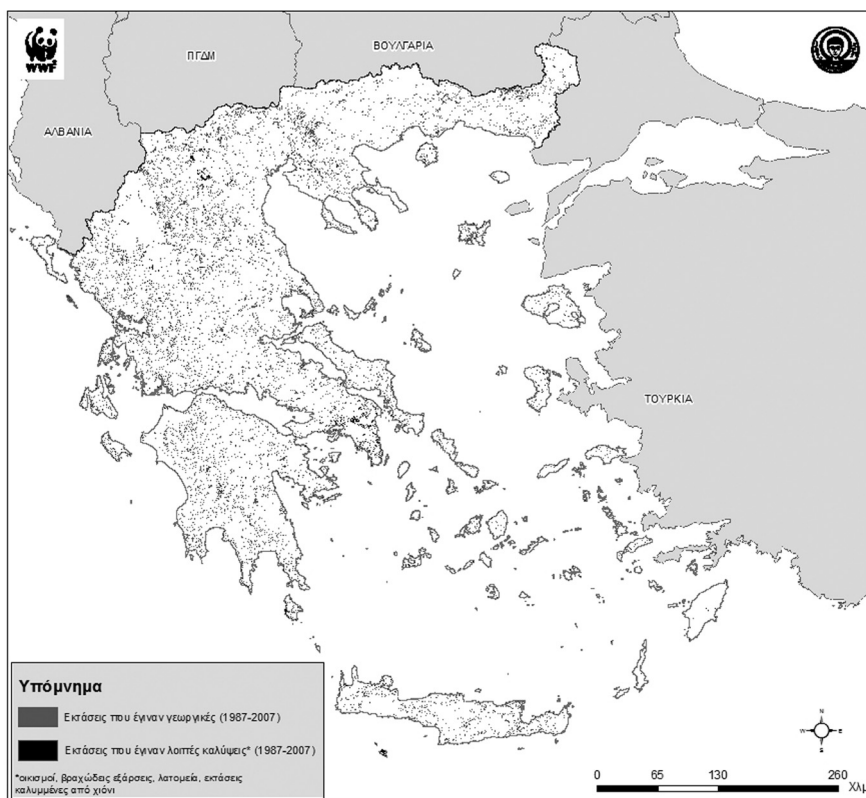 ΒΟΥΛΓΑΡΙΑ
ΠΓΔΜ
WWF
ΑΛΒΑΝΙΑ
ΤΟΥΡΚΙΑ
Υπόμνημα
Εκτάσεις που έγιναν γεωργικές (1987-2007)
Εκτάσεις που έγιναν λοιπές καλύψεις* (1987-2007)
*οικισμοί, βραχώδεις εξάρσεις, λατομεία, εκτάσεις
καλυμμένες από χιόνι
N
W E
S
0 65 130 260
Χλμ